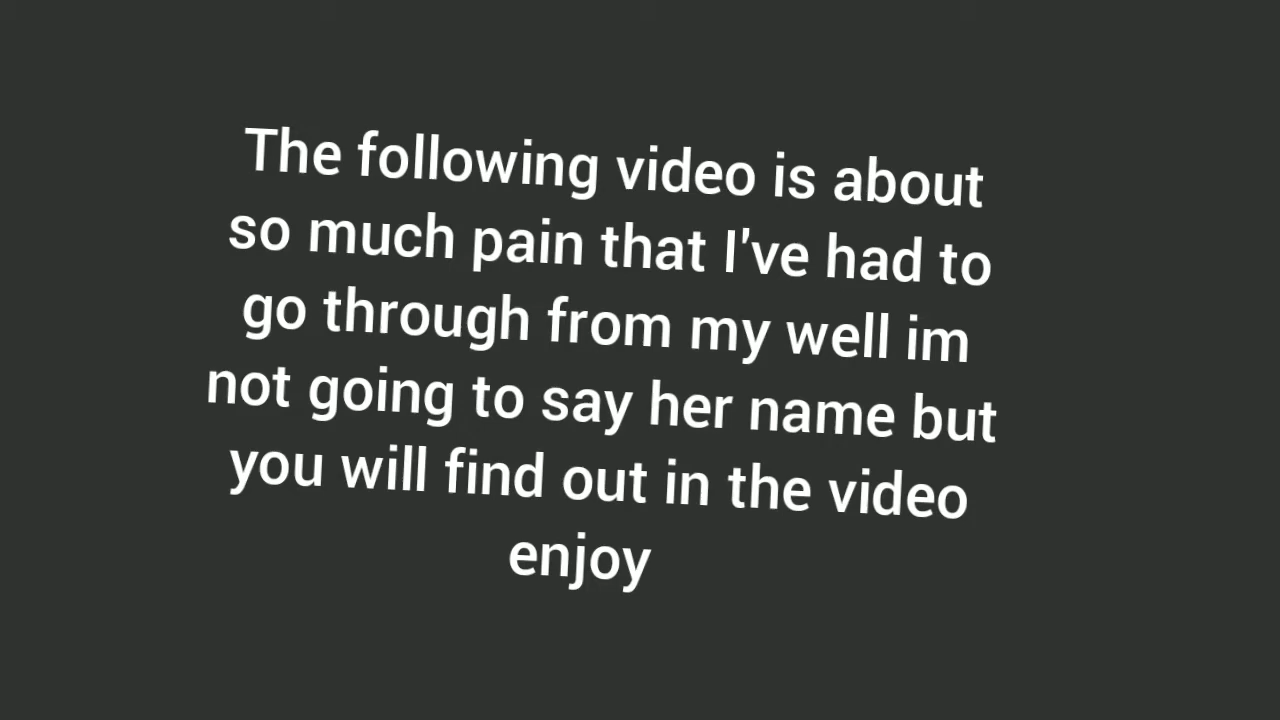 The following video is about
so much pain that I've had to
go through from my well im
not going to say her name but
you will find out in the video
enjoy